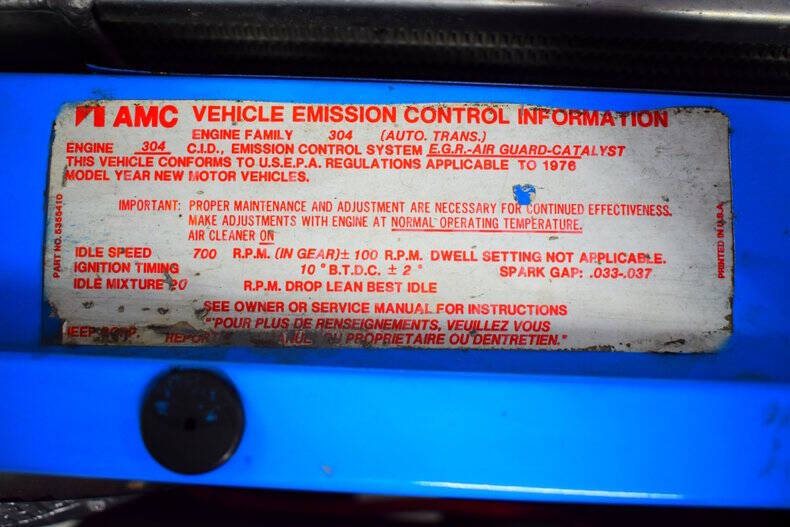 AMC VEHICLE EMISSION CONTROL INFORMATION
ENGINE FAMILY 304 (AUTO. TRANS.)
ENGINE 304 C.I.D., EMISSION CONTROL SYSTEM E.G.R.-AIR GUARD-CATALYST
THIS VEHICLE CONFORMS TO U.S.E.P.A. REGULATIONS APPLICABLE TO 1976
MODEL YEAR NEW MOTOR VEHICLES.
IMPORTANT: PROPER MAINTENANCE AND ADJUSTMENT ARE NECESSARY FOR CONTINUED EFFECTIVENESS.
MAKE ADJUSTMENTS WITH ENGINE AT NORMAL OPERATING TEMPERATURE.
AIR CLEANER ON
IDLE SPEED 700 R.P.M. (IN GEAR) ± 100 R.P.M. DWELL SETTING NOT APPLICABLE.
IGNITION TIMING 10° B.T.D.C. ± 2° SPARK GAP: .033-.037
IDLE MIXTURE R.P.M. DROP LEAN BEST IDLE
SEE OWNER OR SERVICE MANUAL FOR INSTRUCTIONS
"POUR PLUS DE RENSEIGNEMENTS, VEUILLEZ VOUS
PROPRIETAIRE OU DENTRETIEN."
PART NO. 5355410
PRINTED IN U.S.A.